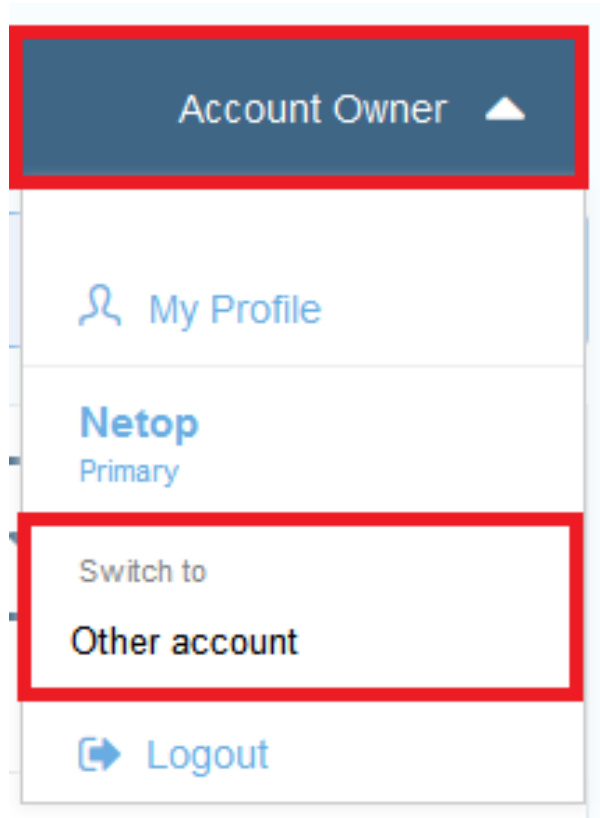 Account Owner
My Profile
Netop
Primary
Switch to
Other account
Logout